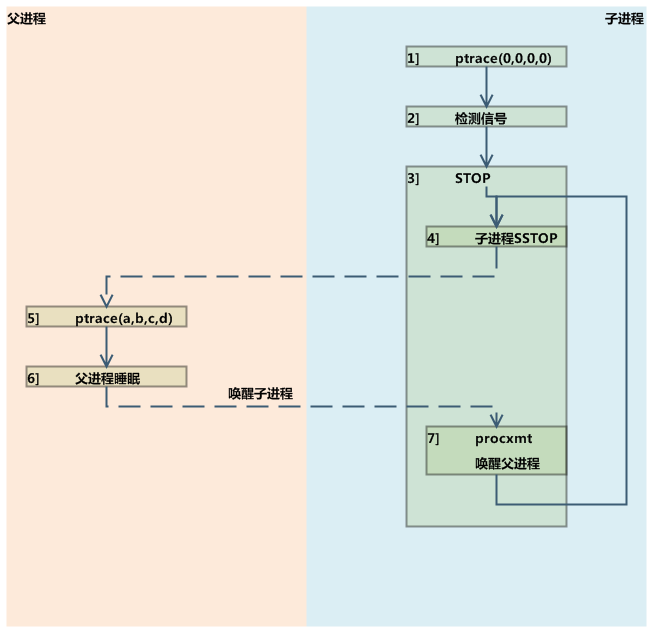 父进程
子进程
1] ptrace(0,0,0,0)
2] 检测信号
3] STOP
4] 子进程SSTOP
5] ptrace(a,b,c,d)
6] 父进程睡眠
唤醒子进程
7] procxmt
唤醒父进程